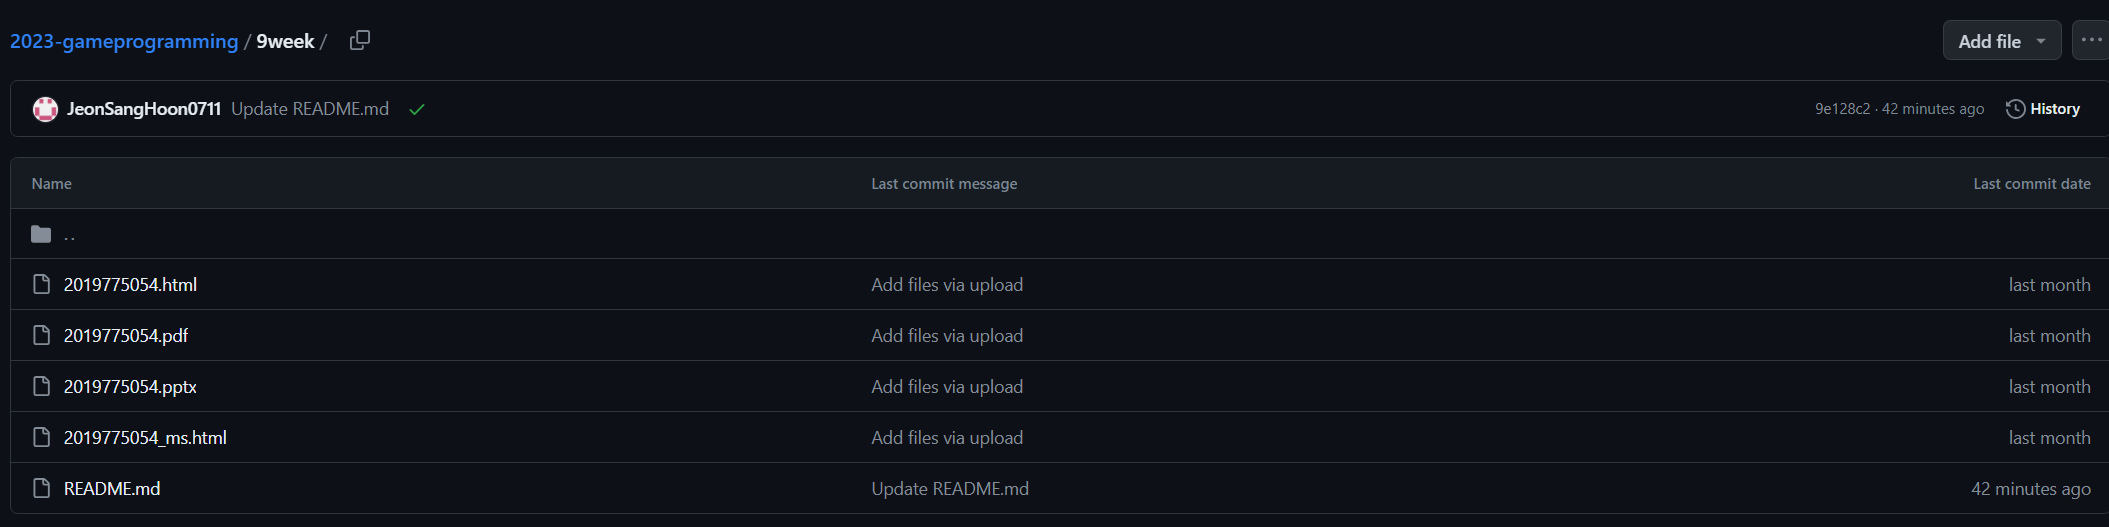 2023-gameprogramming / 9week / Add file ...
JeonSangHoon0711 Update README.md 9e128c2 · 42 minutes ago History
Name Last commit message Last commit date
..
2019775054.html Add files via upload last month
2019775054.pdf Add files via upload last month
2019775054.pptx Add files via upload last month
2019775054_ms.html Add files via upload last month
README.md Update README.md 42 minutes ago